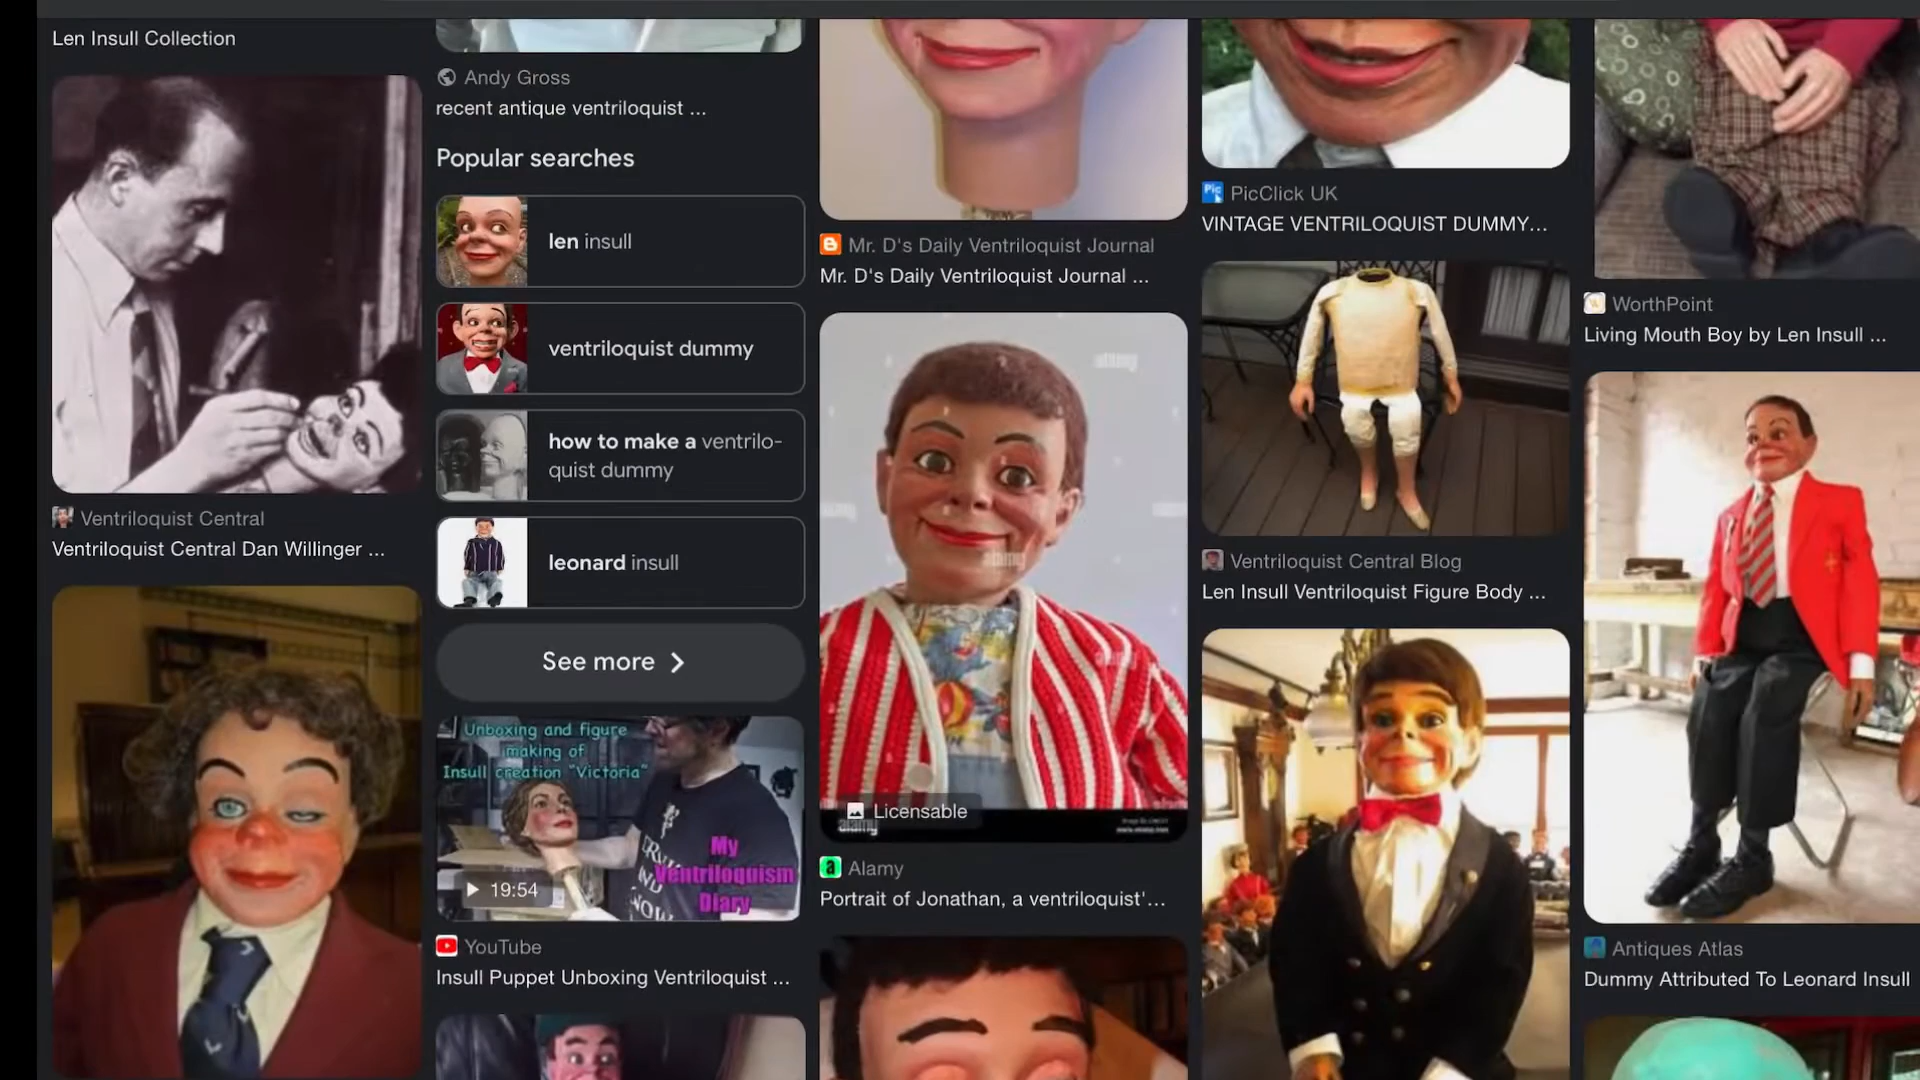 Len Insull Collection
Ventriloquist Central
Ventriloquist Central Dan Willinger ...
Andy Gross
recent antique ventriloquist ...
Popular searches
len insull
ventriloquist dummy
how to make a ventrilo-
quist dummy
leonard insull
See more
Unboxing and figure
making of
Insull creation "Victoria"
My
Ventriloquism
Diary
19:54
YouTube
Insull Puppet Unboxing Ventriloquist ...
Mr. D's Daily Ventriloquist Journal
Mr. D's Daily Ventriloquist Journal ...
alamy
alamy
Licensable
alamy
a
Alamy
Portrait of Jonathan, a ventriloquist'...
Pic
PicClick UK
VINTAGE VENTRILOQUIST DUMMY...
Ventriloquist Central Blog
Len Insull Ventriloquist Figure Body ...
WorthPoint
Living Mouth Boy by Len Insull ...
Antiques Atlas
Dummy Attributed To Leonard Insull